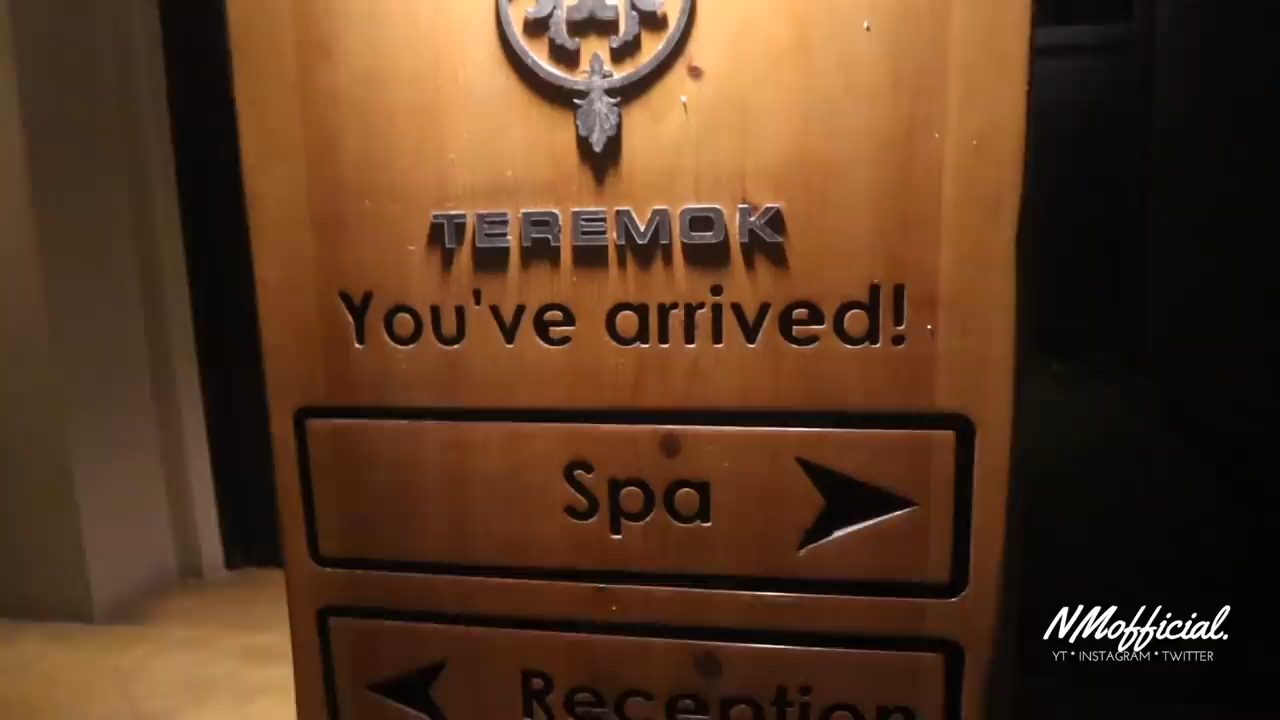 TEREMOK
You've arrived!
Spa
Reception
NMofficial.
YT * INSTAGRAM * TWITTER